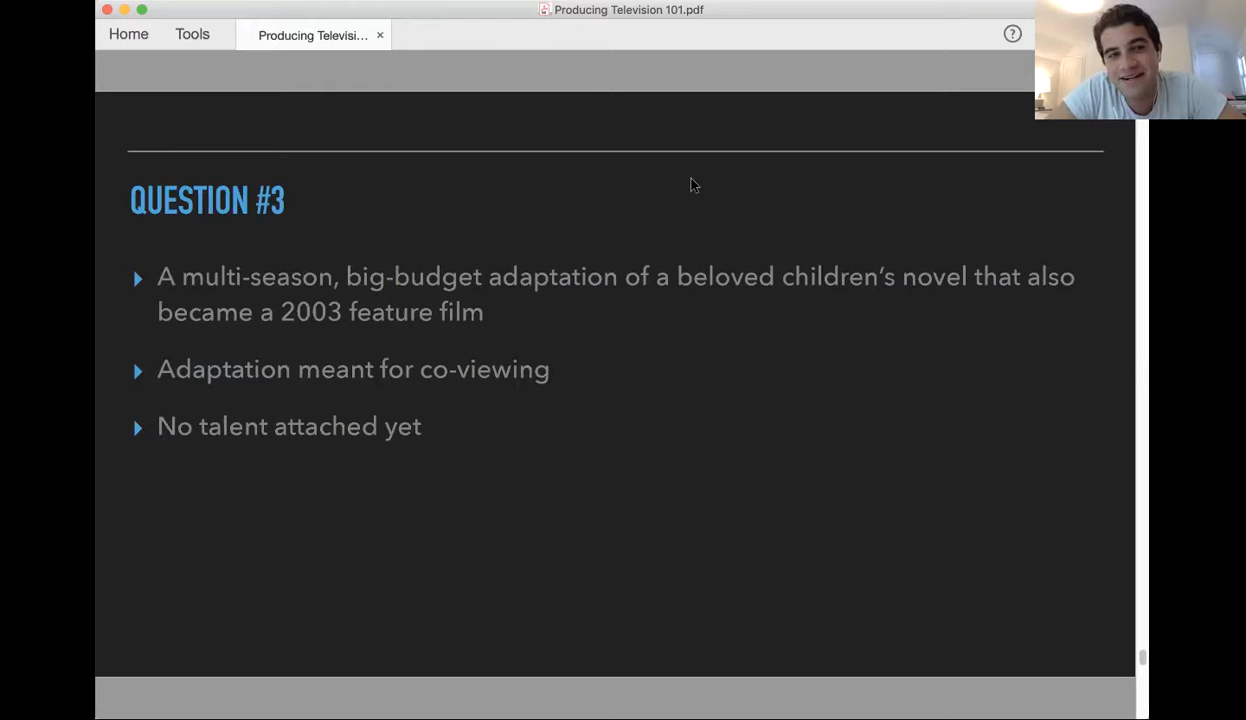 Producing Television 101.pdf
Home Tools Producing Televisi... ×
?
QUESTION #3
A multi-season, big-budget adaptation of a beloved children’s novel that also
became a 2003 feature film
Adaptation meant for co-viewing
No talent attached yet